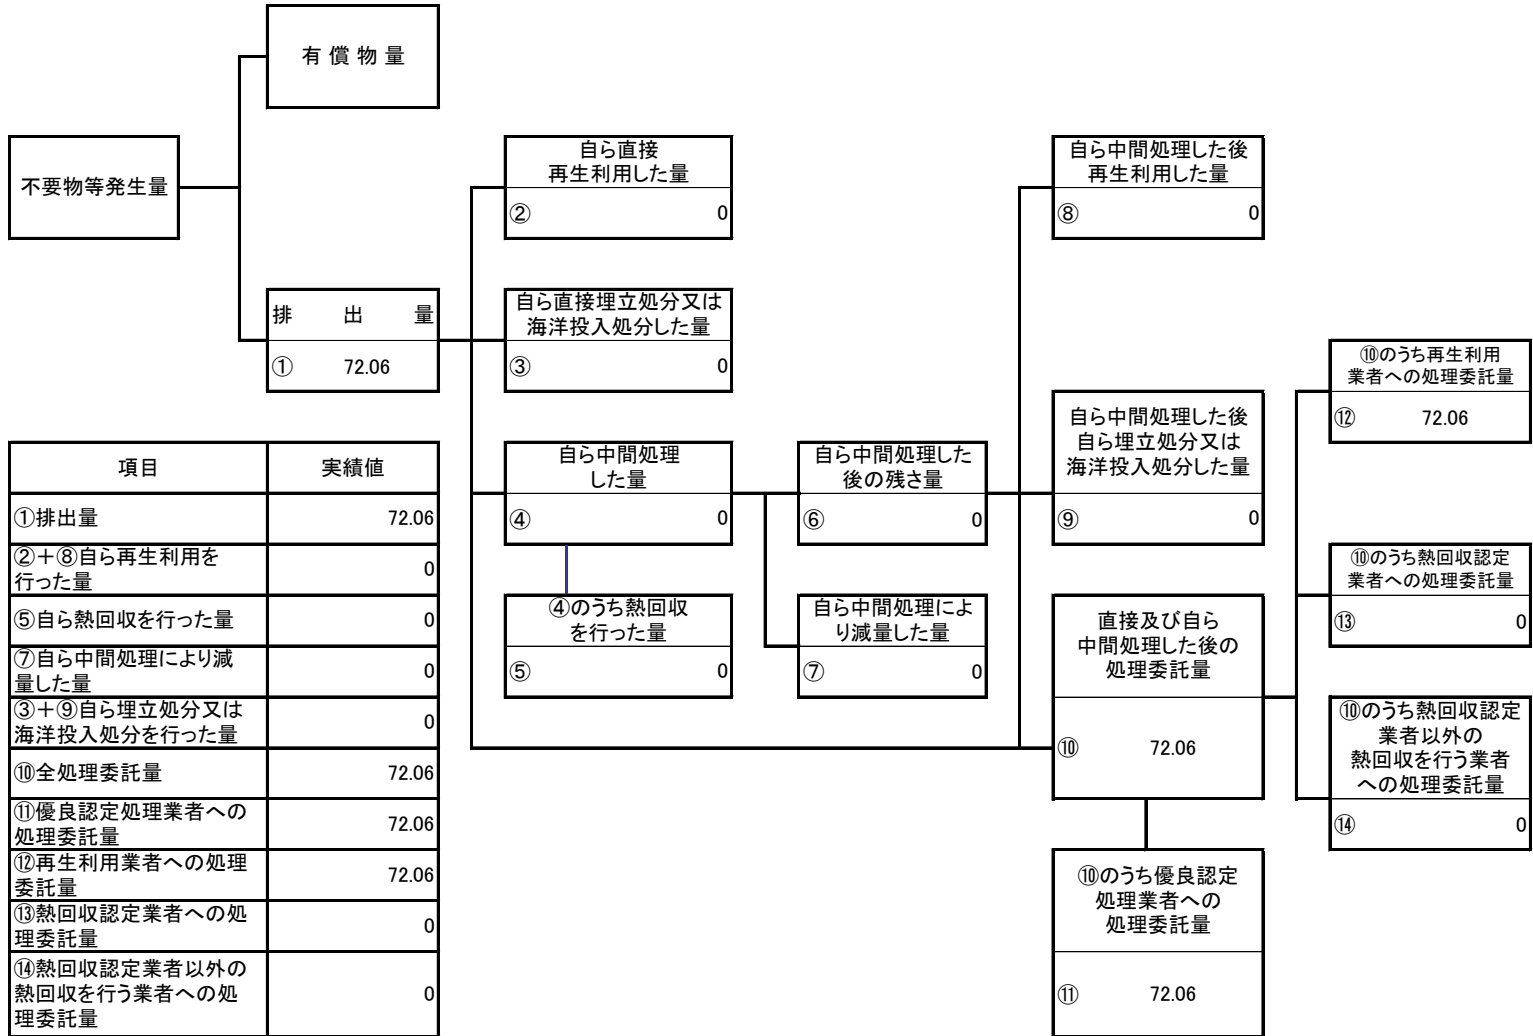 有 償 物 量
不要物等発生量
自ら直接
再生利用した量
② 0
自ら中間処理した後
再生利用した量
⑧ 0
排 出 量
① 72.06
自ら直接埋立処分又は
海洋投入処分した量
③ 0
⑩のうち再生利用
業者への処理委託量
⑫ 72.06
自ら中間処理
した量
④ 0
自ら中間処理した
後の残さ量
⑥ 0
自ら中間処理した後
自ら埋立処分又は
海洋投入処分した量
⑨ 0
⑩のうち熱回収認定
業者への処理委託量
⑬ 0
④のうち熱回収
を行った量
⑤ 0
自ら中間処理によ
り減量した量
⑦ 0
直接及び自ら
中間処理した後の
処理委託量
⑩ 72.06
⑩のうち熱回収認定
業者以外の
熱回収を行う業者
への処理委託量
⑭ 0
⑩のうち優良認定
処理業者への
処理委託量
⑪ 72.06
項目 実績値
①排出量 72.06
②＋⑧自ら再生利用を
行った量 0
⑤自ら熱回収を行った量 0
⑦自ら中間処理により減
量した量 0
③＋⑨自ら埋立処分又は
海洋投入処分を行った量 0
⑩全処理委託量 72.06
⑪優良認定処理業者への
処理委託量 72.06
⑫再生利用業者への処理
委託量 72.06
⑬熱回収認定業者への処
理委託量 0
⑭熱回収認定業者以外の
熱回収を行う業者への処
理委託量 0